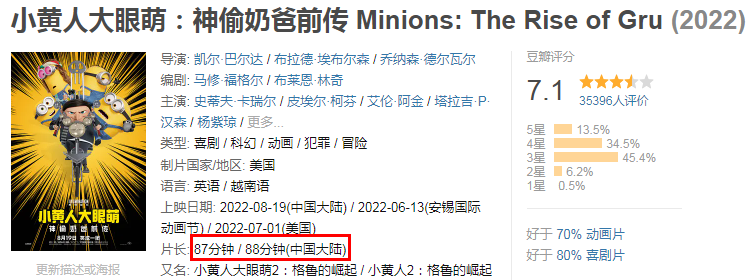 小黄人大眼萌：神偷奶爸前传 Minions: The Rise of Gru (2022)
导演: 凯尔·巴尔达 / 布拉德·埃布尔森 / 乔纳森·德尔瓦尔
编剧: 马修·福格尔 / 布莱恩·林奇
主演: 史蒂夫·卡瑞尔 / 皮埃尔·柯芬 / 艾伦·阿金 / 塔拉吉·P·
汉森 / 杨紫琼 / 更多...
类型: 喜剧 / 科幻 / 动画 / 犯罪 / 冒险
制片国家/地区: 美国
语言: 英语 / 越南语
上映日期: 2022-08-19(中国大陆) / 2022-06-13(安锡国际
动画节) / 2022-07-01(美国)
片长: 87分钟 / 88分钟(中国大陆)
又名: 小黄人大眼萌2：格鲁的崛起 / 小黄人2：格鲁的崛起
小黄人大眼萌
神偷奶爸前传
8月19日
更新描述或海报
豆瓣评分
7.1
35396人评价
5星 13.5%
4星 34.5%
3星 45.4%
2星 6.2%
1星 0.5%
好于 70% 动画片
好于 80% 喜剧片